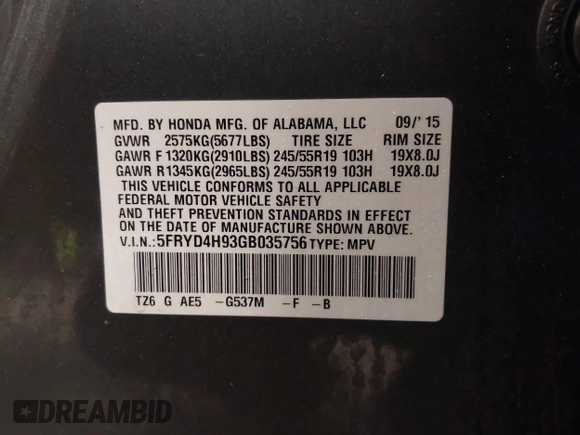 MFD. BY HONDA MFG. OF ALABAMA, LLC 09/' 15
GVWR 2575KG(5677LBS) TIRE SIZE RIM SIZE
GAWR F 1320KG(2910LBS) 245/55R19 103H 19X8.0J
GAWR R 1345KG(2965LBS) 245/55R19 103H 19X8.0J
THIS VEHICLE CONFORMS TO ALL APPLICABLE
FEDERAL MOTOR VEHICLE SAFETY
AND THEFT PREVENTION STANDARDS IN EFFECT
ON THE DATE OF MANUFACTURE SHOWN ABOVE.
V.I.N.:5FRYD4H93GB035756 TYPE: MPV
TZ6 G AE5 -G537M -F -B
DREAMBID